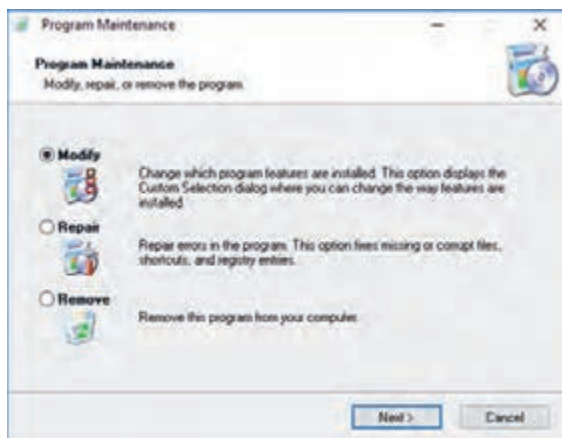 Program Maintenance
Program Maintenance
Modify, repair, or remove the program.
Modify
Change which program features are installed. This option displays the
Custom Selection dialog where you can change the way features are
installed.
Repair
Repair errors in the program. This option fixes missing or corrupt files,
shortcuts, and registry entries.
Remove
Remove this program from your computer.
Next >
Cancel